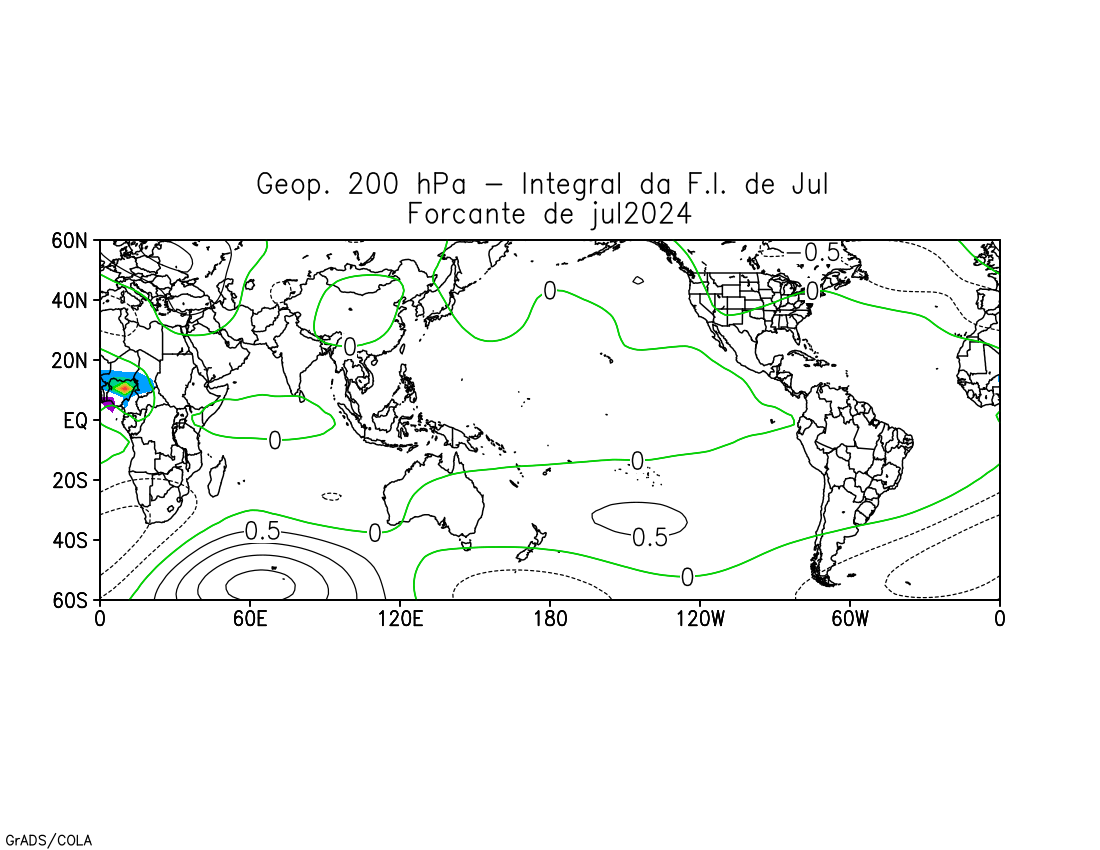 Geop. 200 hPa - Integral da F.I. de Jul
Forcante de jul2024
60N
40N
20N
EQ
20S
40S
60S
0 60E 120E 180 120W 60W 0
-0.5
0
0
0
0
0
0.5
0
0.5
0
GrADS/COLA